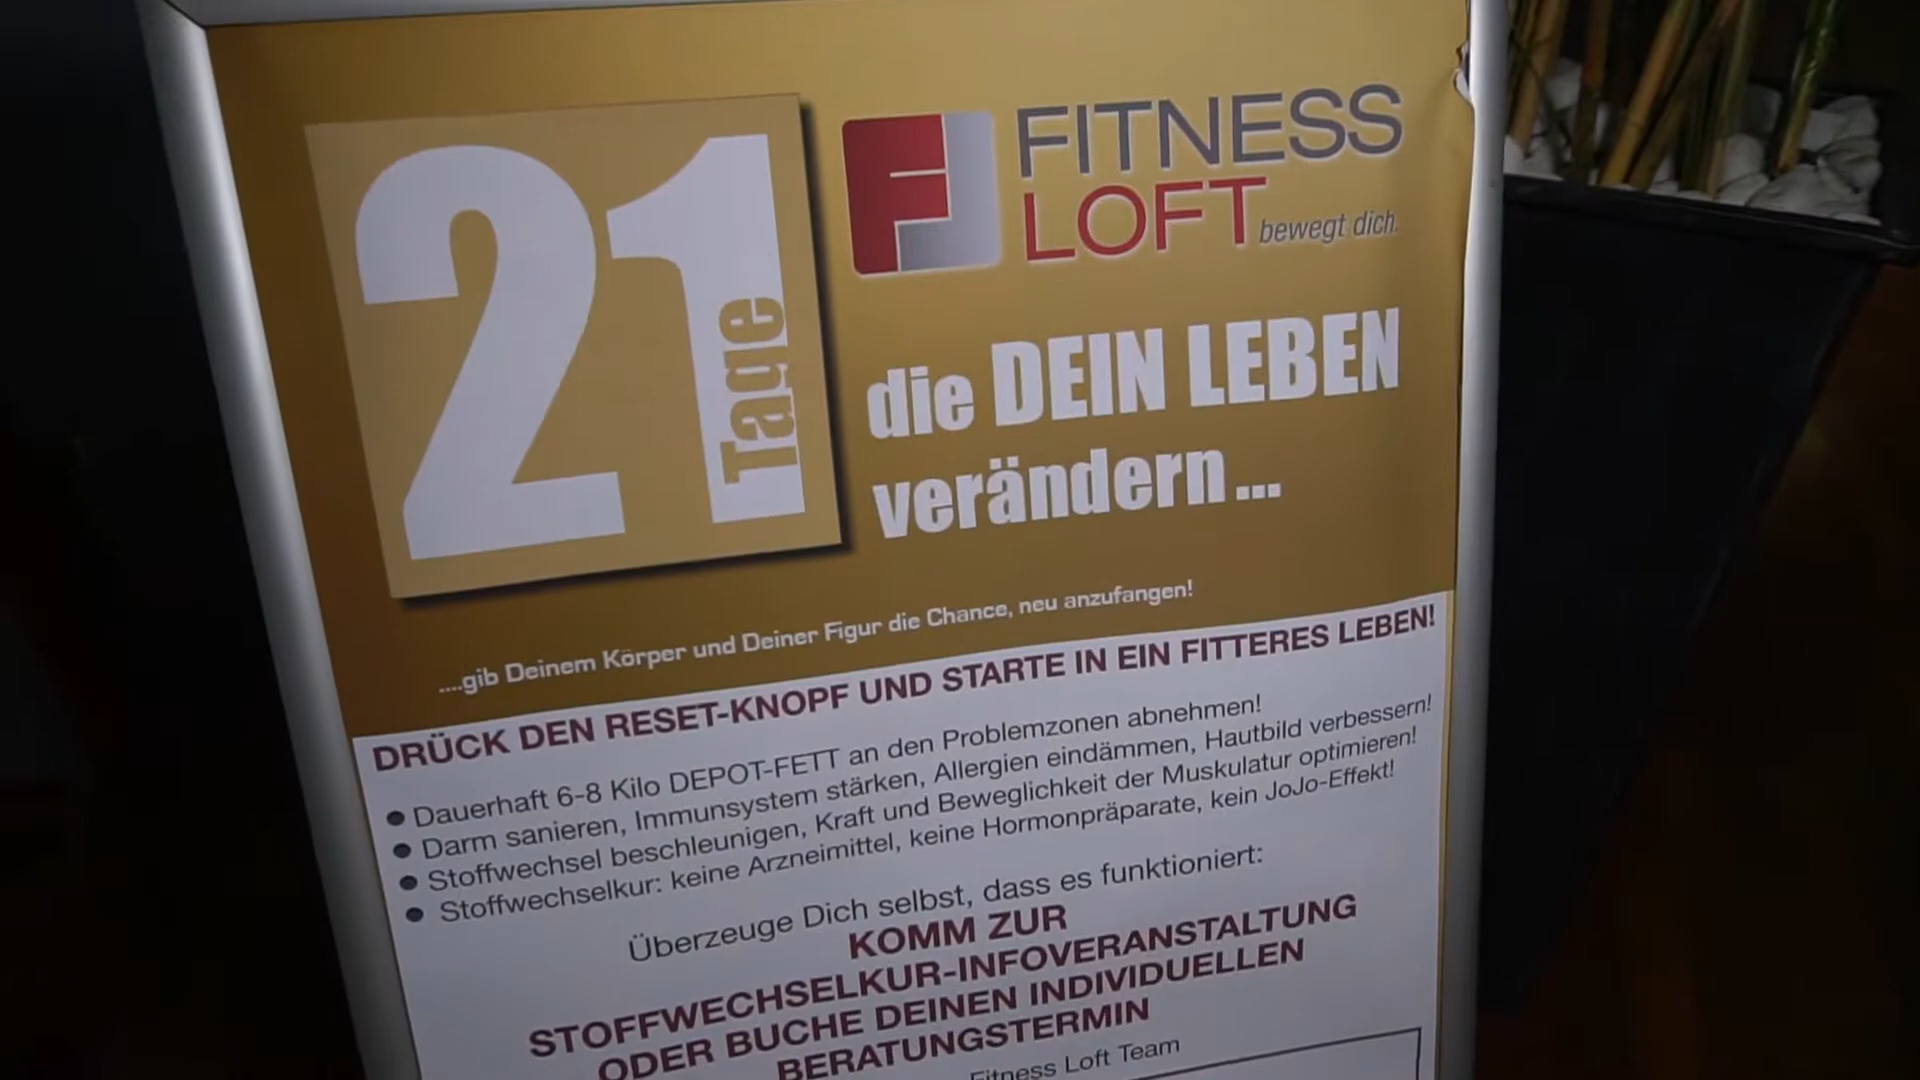 21
Tage
FITNESS
LOFT bewegt dich.
die DEIN LEBEN
verändern...
....gib Deinem Körper und Deiner Figur die Chance, neu anzufangen!
DRÜCK DEN RESET-KNOPF UND STARTE IN EIN FITTERES LEBEN!
● Dauerhaft 6-8 Kilo DEPOT-FETT an den Problemzonen abnehmen!
● Darm sanieren, Immunsystem stärken, Allergien eindämmen, Hautbild verbessern!
● Stoffwechsel beschleunigen, Kraft und Beweglichkeit der Muskulatur optimieren!
● Stoffwechselkur: keine Arzneimittel, keine Hormonpräparate, kein JoJo-Effekt!
Überzeuge Dich selbst, dass es funktioniert:
KOMM ZUR
STOFFWECHSELKUR-INFOVERANSTALTUNG
ODER BUCHE DEINEN INDIVIDUELLEN
BERATUNGSTERMIN
Fitness Loft Team